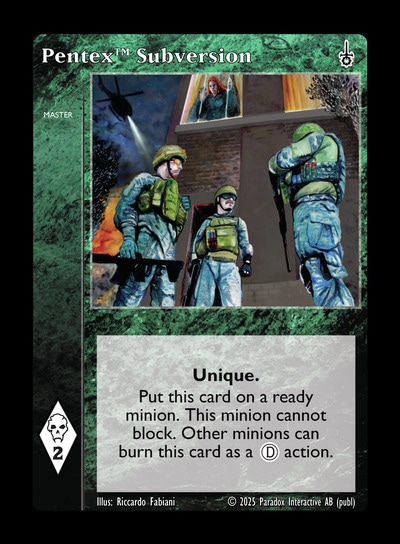 Pentex™ Subversion
MASTER
Unique.
Put this card on a ready
minion. This minion cannot
block. Other minions can
burn this card as a Ⓓ action.
2
Illus: Riccardo Fabiani © 2025 Paradox Interactive AB (publ)